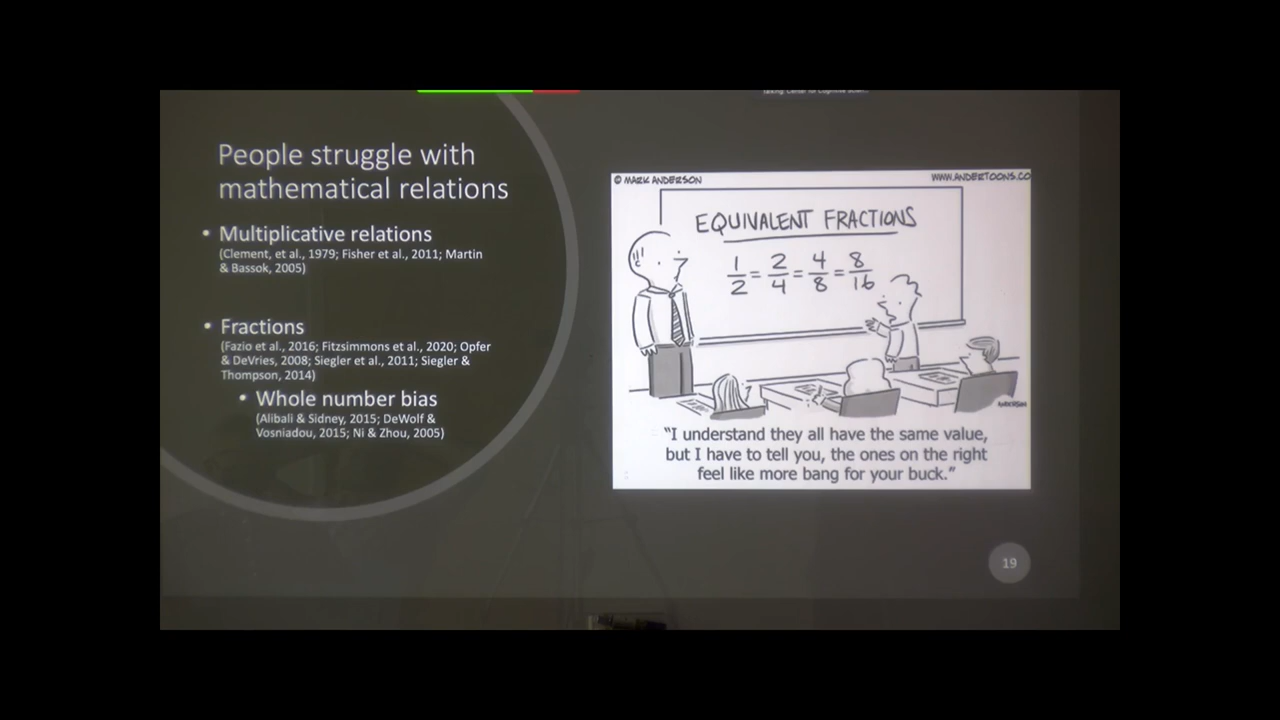 People struggle with
mathematical relations
• Multiplicative relations
(Clement, et al., 1979; Fisher et al., 2011; Martin
& Bassok, 2005)
• Fractions
(Fazio et al., 2016; Fitzsimmons et al., 2020; Opfer
& DeVries, 2008; Siegler et al., 2011; Siegler &
Thompson, 2014)
• Whole number bias
(Alibali & Sidney, 2015; DeWolf &
Vosniadou, 2015; Ni & Zhou, 2005)
© MARK ANDERSON
WWW.ANDERTOONS.CO
EQUIVALENT FRACTIONS
1/2 = 2/4 = 4/8 = 8/16
ANDERSON
"I understand they all have the same value,
but I have to tell you, the ones on the right
feel like more bang for your buck."
19